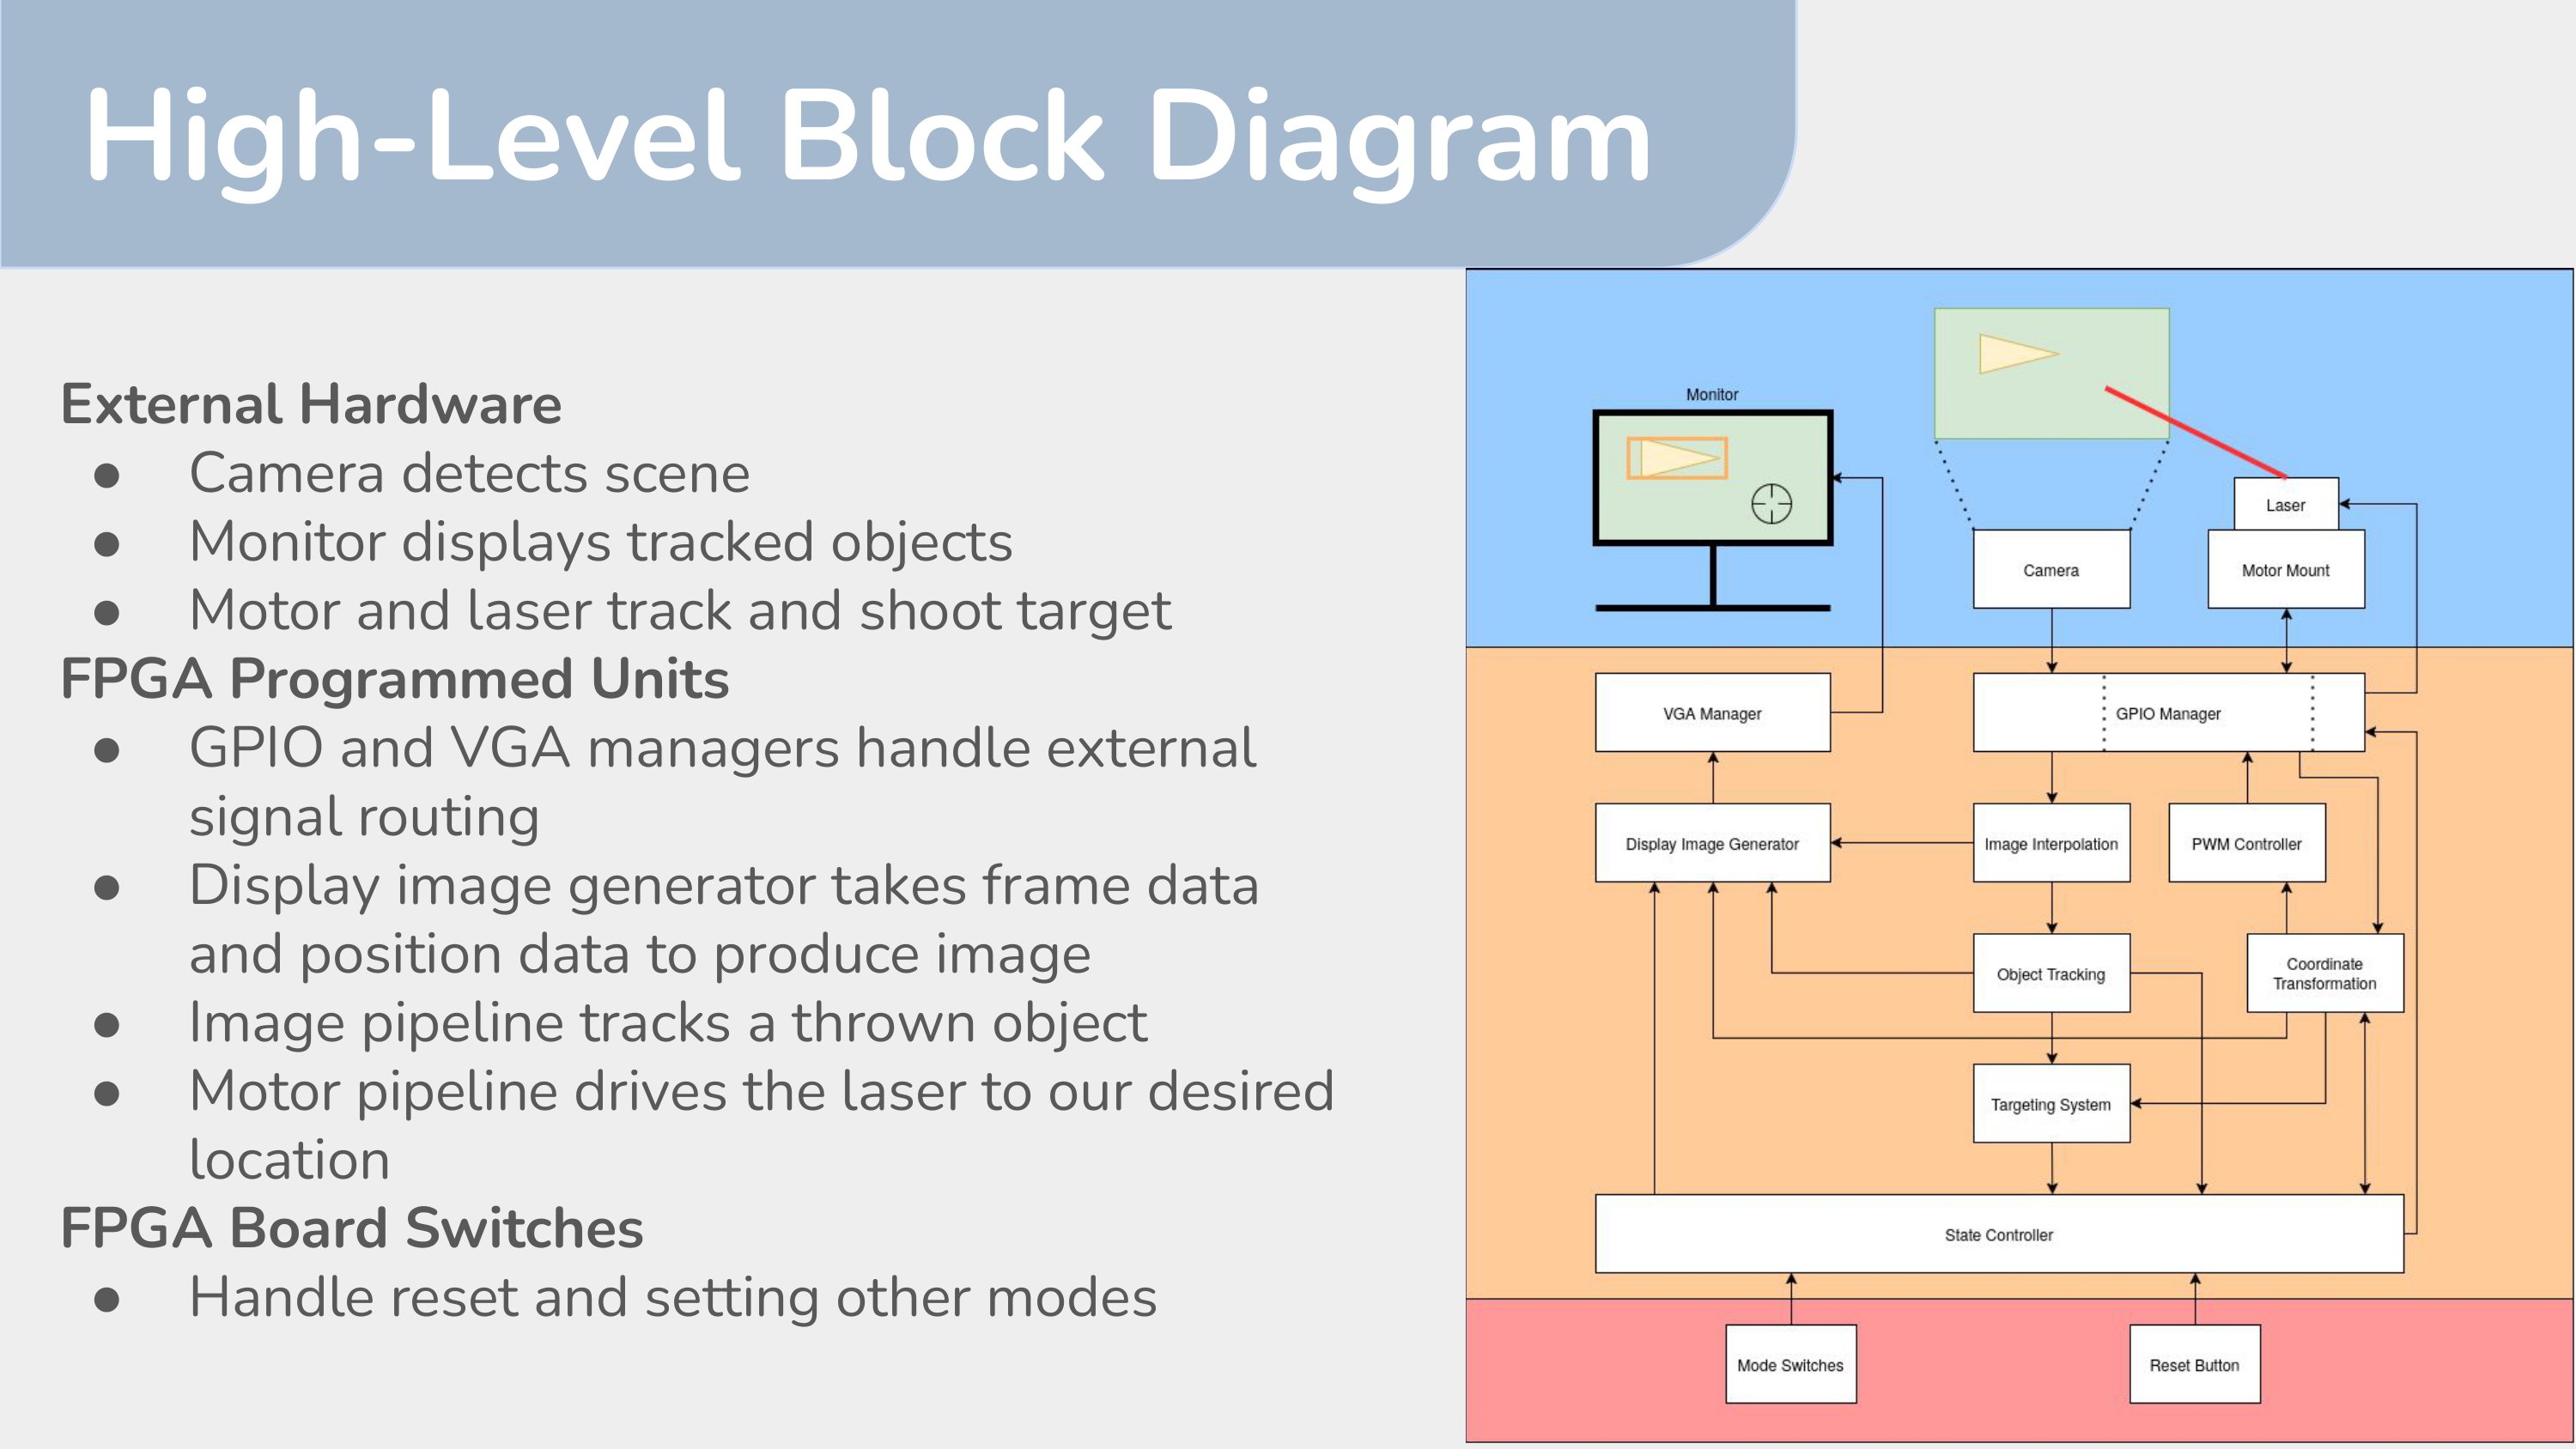 High-Level Block Diagram
External Hardware
● Camera detects scene
● Monitor displays tracked objects
● Motor and laser track and shoot target
FPGA Programmed Units
● GPIO and VGA managers handle external
signal routing
● Display image generator takes frame data
and position data to produce image
● Image pipeline tracks a thrown object
● Motor pipeline drives the laser to our desired
location
FPGA Board Switches
● Handle reset and setting other modes
Monitor
Laser
Camera
Motor Mount
VGA Manager
GPIO Manager
Display Image Generator
Image Interpolation
PWM Controller
Object Tracking
Coordinate
Transformation
Targeting System
State Controller
Mode Switches
Reset Button